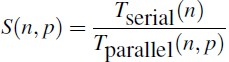 S(n, p) = T_serial(n) / T_parallel(n, p)